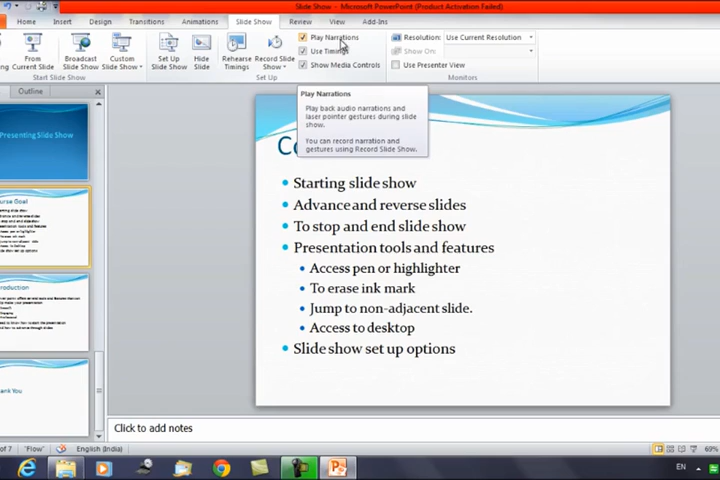 Slide Show - Microsoft PowerPoint (Product Activation Failed)
Home Insert Design Transitions Animations Slide Show Review View Add-Ins
From Current Slide
Broadcast Slide Show
Custom Slide Show
Set Up Slide Show
Hide Slide
Rehearse Timings
Record Slide Show
Play Narrations
Use Timings
Show Media Controls
Resolution: Use Current Resolution
Show On:
Use Presenter View
Start Slide Show
Set Up
Monitors
Outline
Play Narrations
Play back audio narrations and
laser pointer gestures during slide
show.
You can record narration and
gestures using Record Slide Show.
Presenting Slide Show
Starting slide show
Advance and reverse slides
To stop and end slide show
Presentation tools and features
Access pen or highlighter
To erase ink mark
Jump to non-adjacent slide.
Access to desktop
Slide show set up options
Thank You
Click to add notes
of 7 "Flow" English (India) 69%
EN